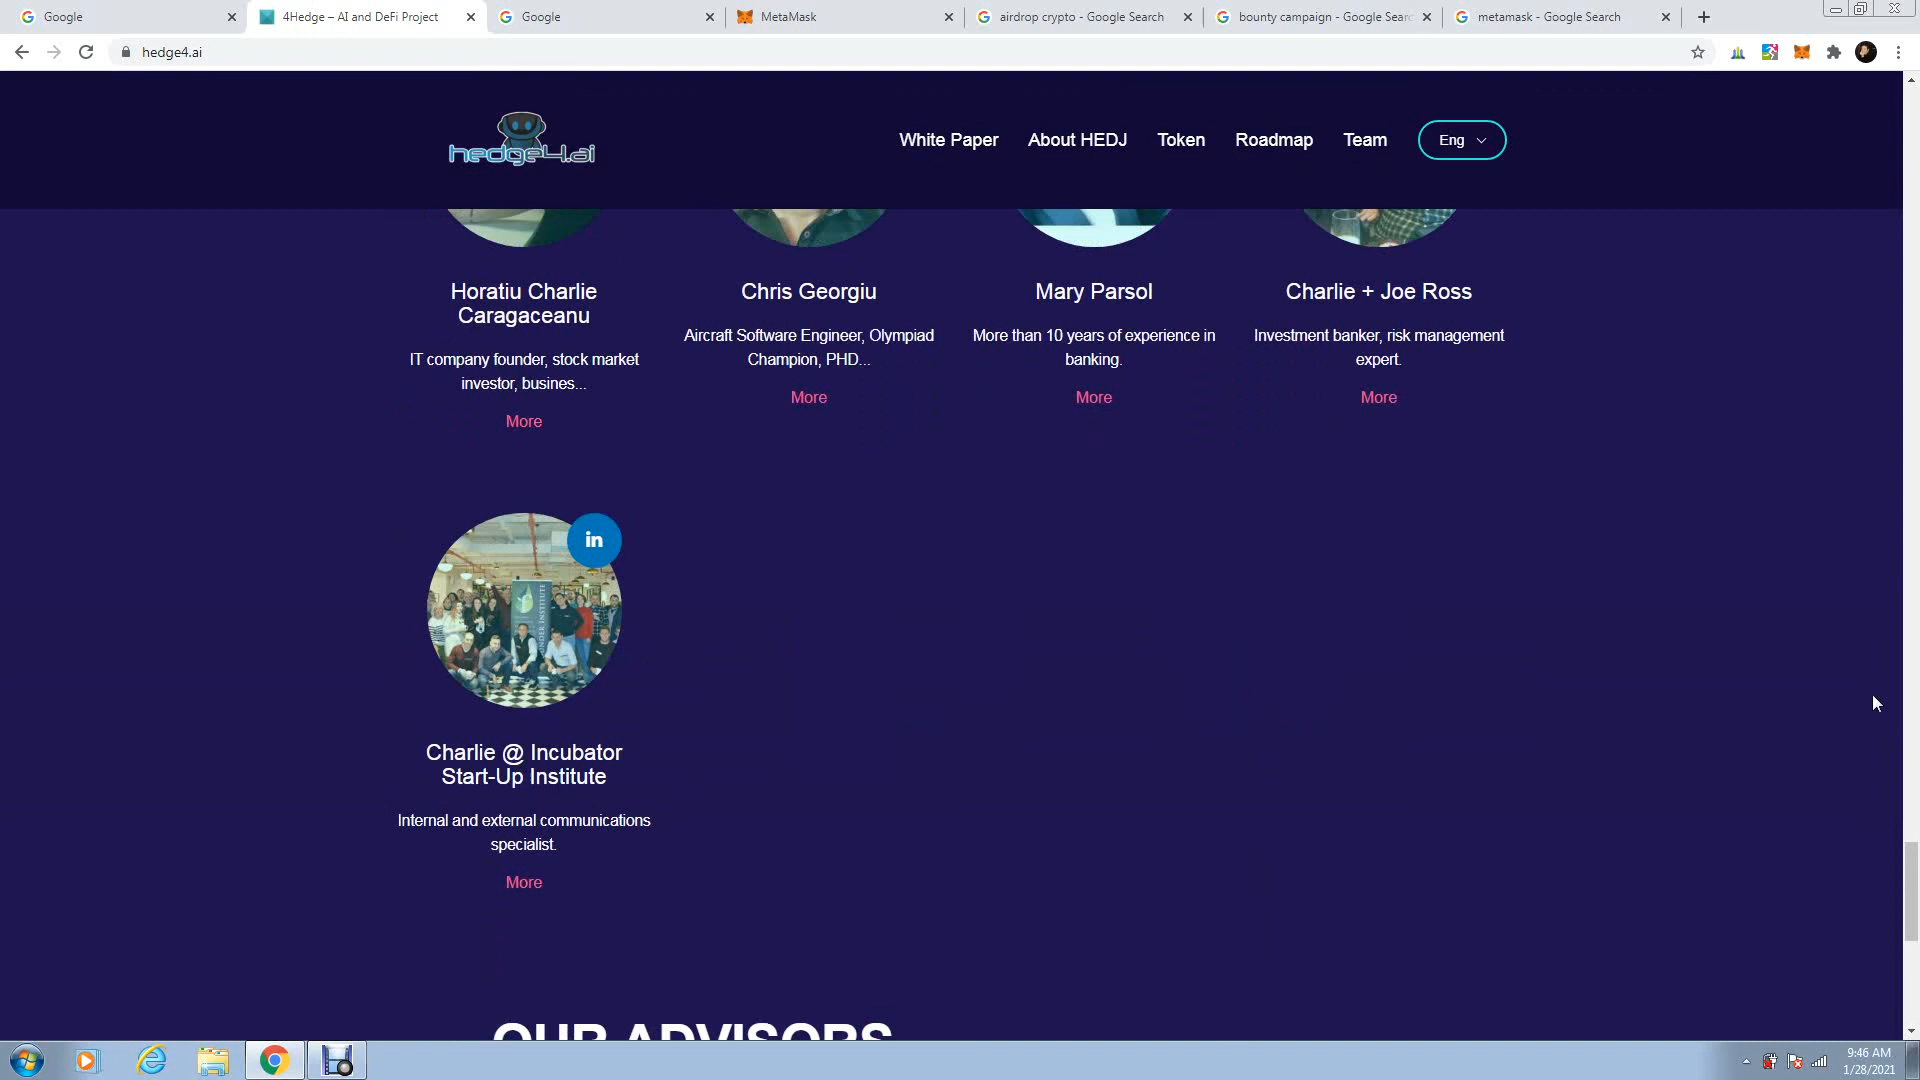 Google
4Hedge – AI and DeFi Project
Google
MetaMask
airdrop crypto - Google Search
bounty campaign - Google Searc
metamask - Google Search
hedge4.ai
hedge4.ai
White Paper
About HEDJ
Token
Roadmap
Team
Eng
Horatiu Charlie
Caragaceanu
IT company founder, stock market
investor, busines...
More
Chris Georgiu
Aircraft Software Engineer, Olympiad
Champion, PHD...
More
Mary Parsol
More than 10 years of experience in
banking.
More
Charlie + Joe Ross
Investment banker, risk management
expert.
More
in
Charlie @ Incubator
Start-Up Institute
Internal and external communications
specialist.
More
OUR ADVISORS
9:46 AM
1/28/2021